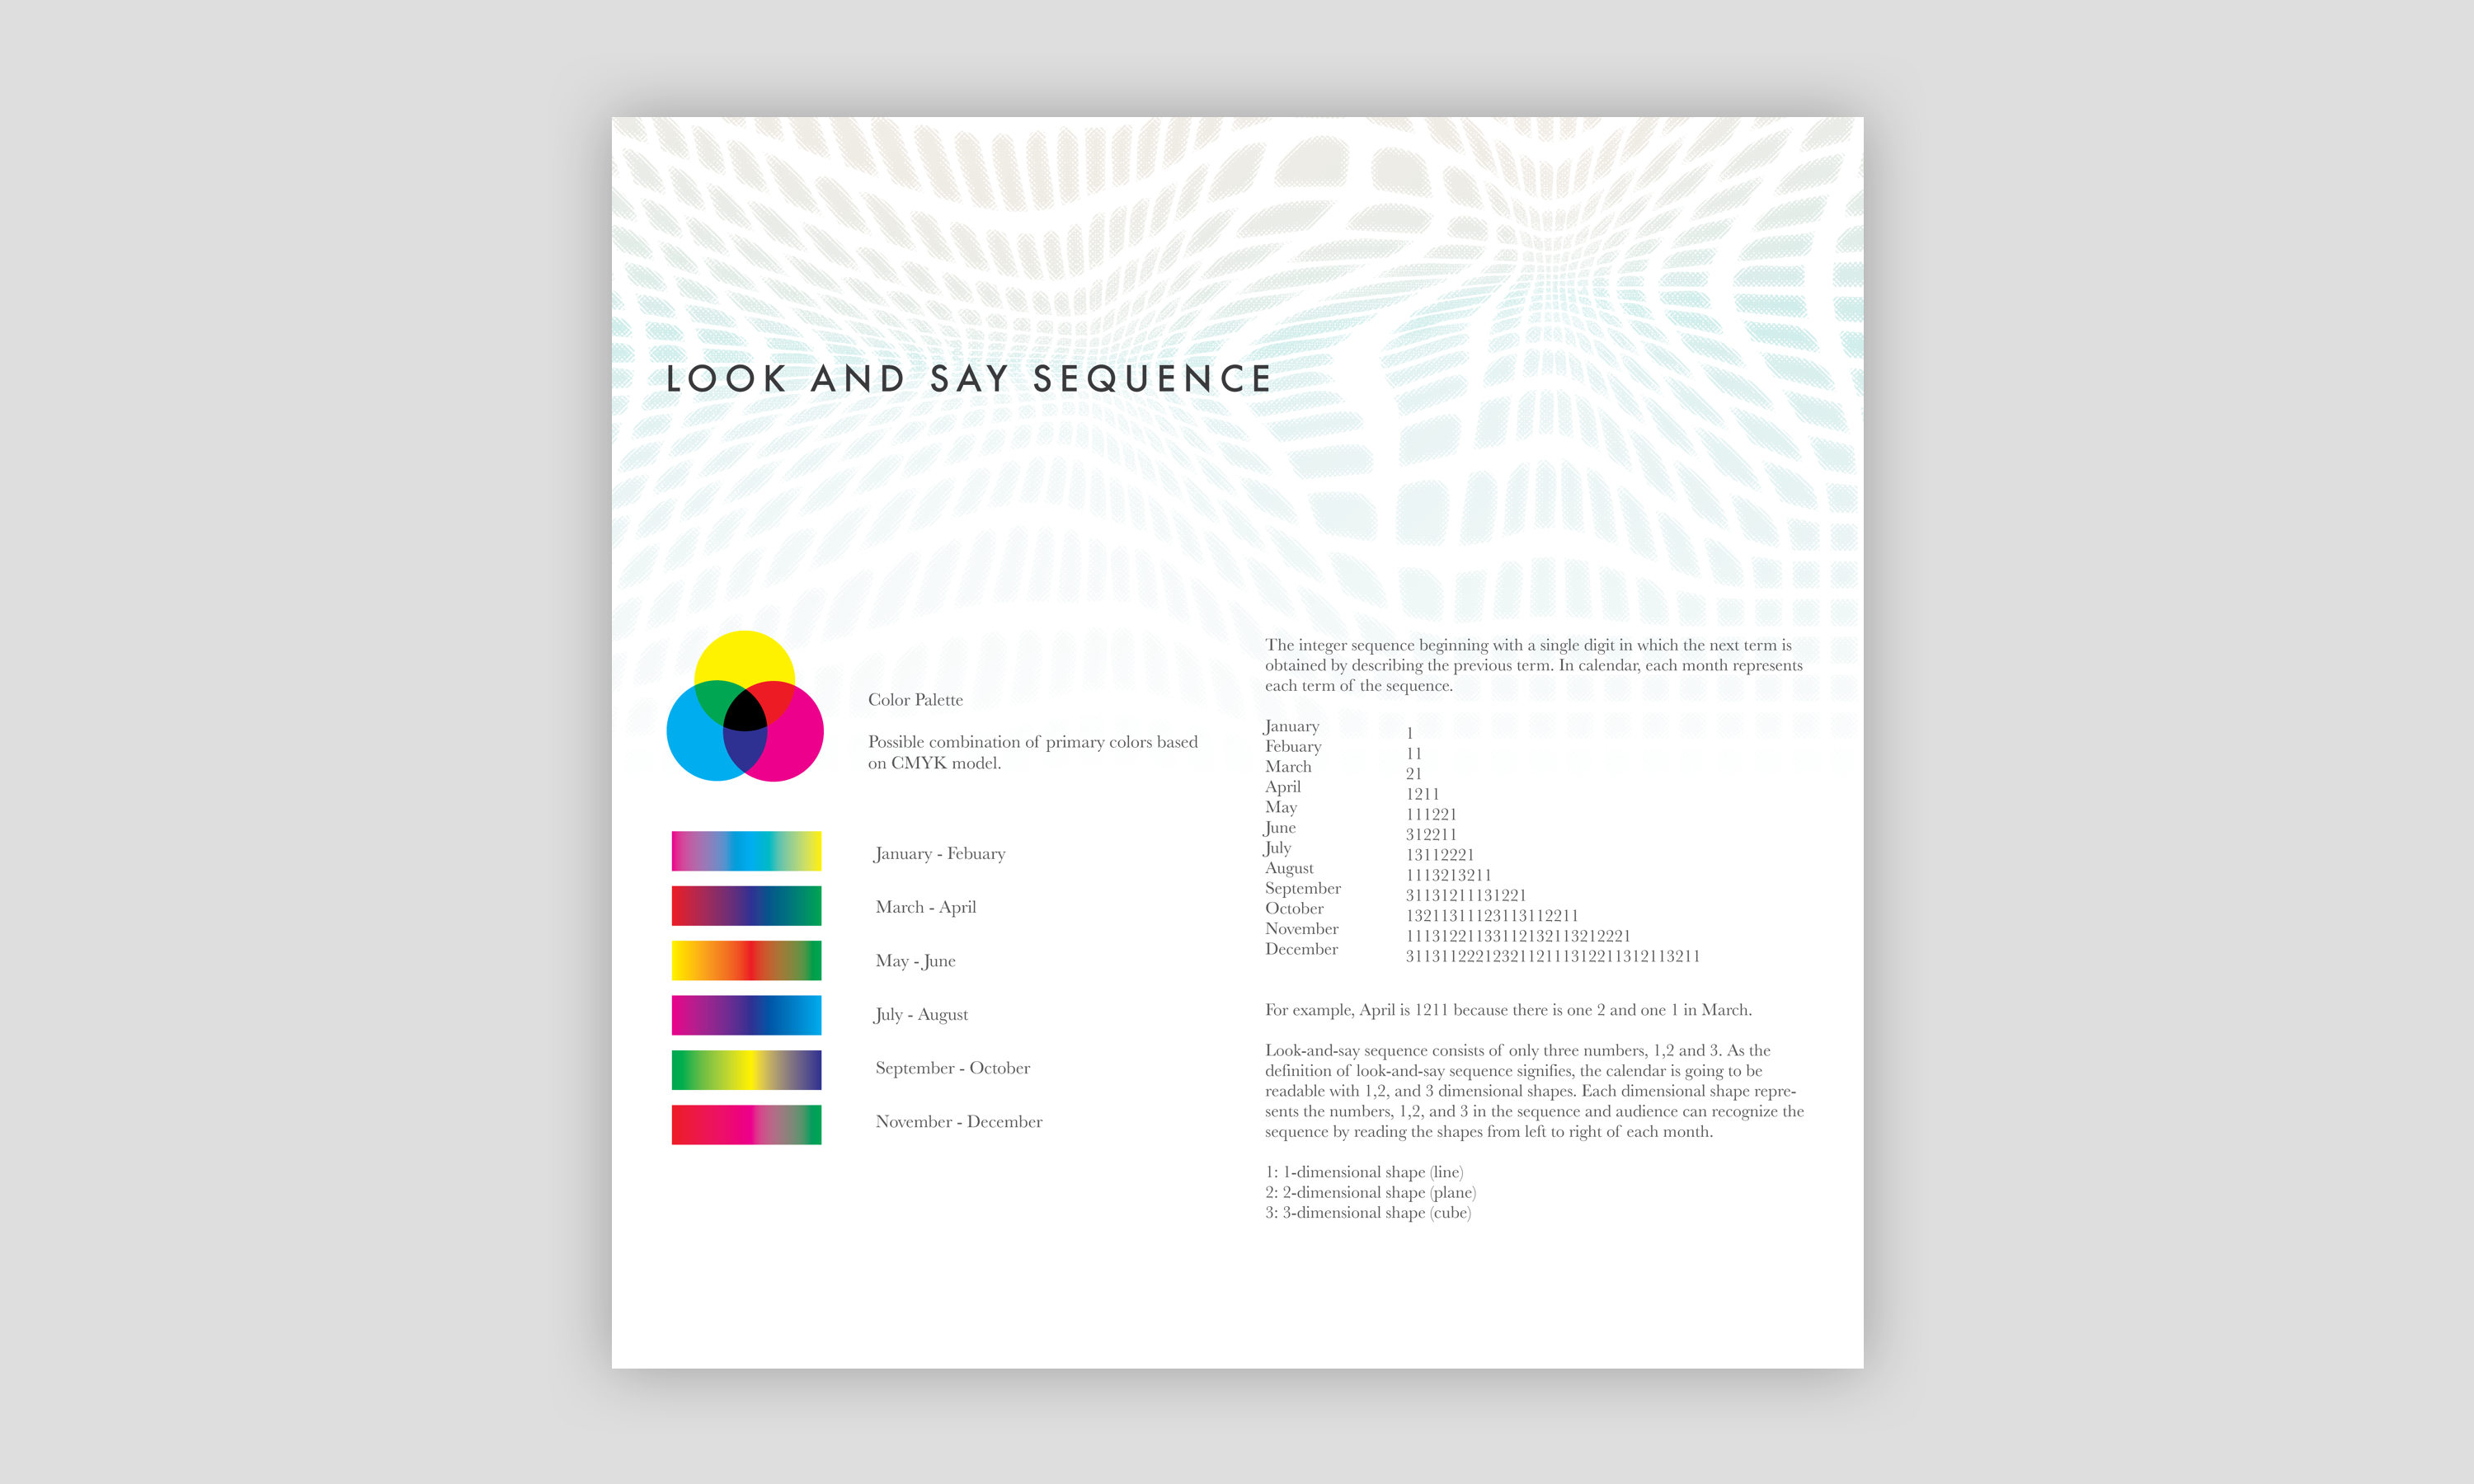 LOOK AND SAY SEQUENCE
Color Palette
Possible combination of primary colors based
on CMYK model.
January - Febuary
March - April
May - June
July - August
September - October
November - December
The integer sequence beginning with a single digit in which the next term is
obtained by describing the previous term. In calendar, each month represents
each term of the sequence.
January 1
Febuary 11
March 21
April 1211
May 111221
June 312211
July 13112221
August 1113213211
September 31131211131221
October 13211311123113112211
November 11131221133112132113212221
December 3113112221232112111312211312113211
For example, April is 1211 because there is one 2 and one 1 in March.
Look-and-say sequence consists of only three numbers, 1,2 and 3. As the
definition of look-and-say sequence signifies, the calendar is going to be
readable with 1,2, and 3 dimensional shapes. Each dimensional shape repre-
sents the numbers, 1,2, and 3 in the sequence and audience can recognize the
sequence by reading the shapes from left to right of each month.
1: 1-dimensional shape (line)
2: 2-dimensional shape (plane)
3: 3-dimensional shape (cube)